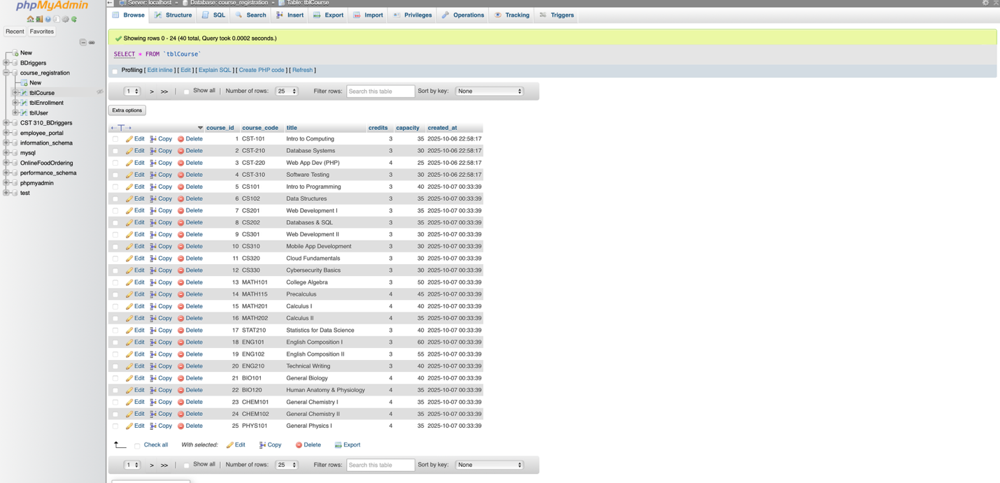 phpMyAdmin
Server: localhost » Database: course_registration » Table: tblCourse
Browse Structure SQL Search Insert Export Import Privileges Operations Tracking Triggers
Recent Favorites
New
BDriggers
course_registration
New
tblCourse
tblEnrollment
tblUser
CST 310_BDriggers
employee_portal
information_schema
mysql
OnlineFoodOrdering
performance_schema
phpmyadmin
test
Showing rows 0 - 24 (40 total, Query took 0.0002 seconds.)
SELECT * FROM `tblCourse`
Profiling [ Edit inline ] [ Edit ] [ Explain SQL ] [ Create PHP code ] [ Refresh ]
1 > >> | Show all | Number of rows: 25 Filter rows: Search this table Sort by key: None
Extra options
course_id course_code title credits capacity created_at
Edit Copy Delete 1 CST-101 Intro to Computing 3 35 2025-10-06 22:58:17
Edit Copy Delete 2 CST-210 Database Systems 3 30 2025-10-06 22:58:17
Edit Copy Delete 3 CST-220 Web App Dev (PHP) 4 25 2025-10-06 22:58:17
Edit Copy Delete 4 CST-310 Software Testing 3 30 2025-10-06 22:58:17
Edit Copy Delete 5 CS101 Intro to Programming 3 40 2025-10-07 00:33:39
Edit Copy Delete 6 CS102 Data Structures 3 35 2025-10-07 00:33:39
Edit Copy Delete 7 CS201 Web Development I 3 35 2025-10-07 00:33:39
Edit Copy Delete 8 CS202 Databases & SQL 3 35 2025-10-07 00:33:39
Edit Copy Delete 9 CS301 Web Development II 3 30 2025-10-07 00:33:39
Edit Copy Delete 10 CS310 Mobile App Development 3 30 2025-10-07 00:33:39
Edit Copy Delete 11 CS320 Cloud Fundamentals 3 30 2025-10-07 00:33:39
Edit Copy Delete 12 CS330 Cybersecurity Basics 3 30 2025-10-07 00:33:39
Edit Copy Delete 13 MATH101 College Algebra 3 50 2025-10-07 00:33:39
Edit Copy Delete 14 MATH115 Precalculus 4 45 2025-10-07 00:33:39
Edit Copy Delete 15 MATH201 Calculus I 4 40 2025-10-07 00:33:39
Edit Copy Delete 16 MATH202 Calculus II 4 35 2025-10-07 00:33:39
Edit Copy Delete 17 STAT210 Statistics for Data Science 3 40 2025-10-07 00:33:39
Edit Copy Delete 18 ENG101 English Composition I 3 60 2025-10-07 00:33:39
Edit Copy Delete 19 ENG102 English Composition II 3 55 2025-10-07 00:33:39
Edit Copy Delete 20 ENG210 Technical Writing 3 40 2025-10-07 00:33:39
Edit Copy Delete 21 BIO101 General Biology 4 40 2025-10-07 00:33:39
Edit Copy Delete 22 BIO120 Human Anatomy & Physiology 4 35 2025-10-07 00:33:39
Edit Copy Delete 23 CHEM101 General Chemistry I 4 35 2025-10-07 00:33:39
Edit Copy Delete 24 CHEM102 General Chemistry II 4 35 2025-10-07 00:33:39
Edit Copy Delete 25 PHYS101 General Physics I 4 35 2025-10-07 00:33:39
Check all With selected: Edit Copy Delete Export
1 > >> | Show all | Number of rows: 25 Filter rows: Search this table Sort by key: None